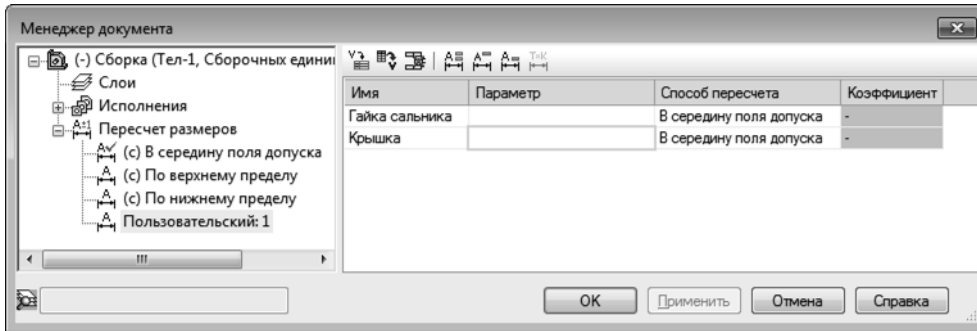 Менеджер документа
(-) Сборка (Тел-1, Сборочных едини
Слои
Исполнения
Пересчет размеров
(с) В середину поля допуска
(с) По верхнему пределу
(с) По нижнему пределу
Пользовательский: 1
Имя Параметр Способ пересчета Коэффициент
Гайка сальника В середину поля допуска -
Крышка В середину поля допуска -
OK Применить Отмена Справка